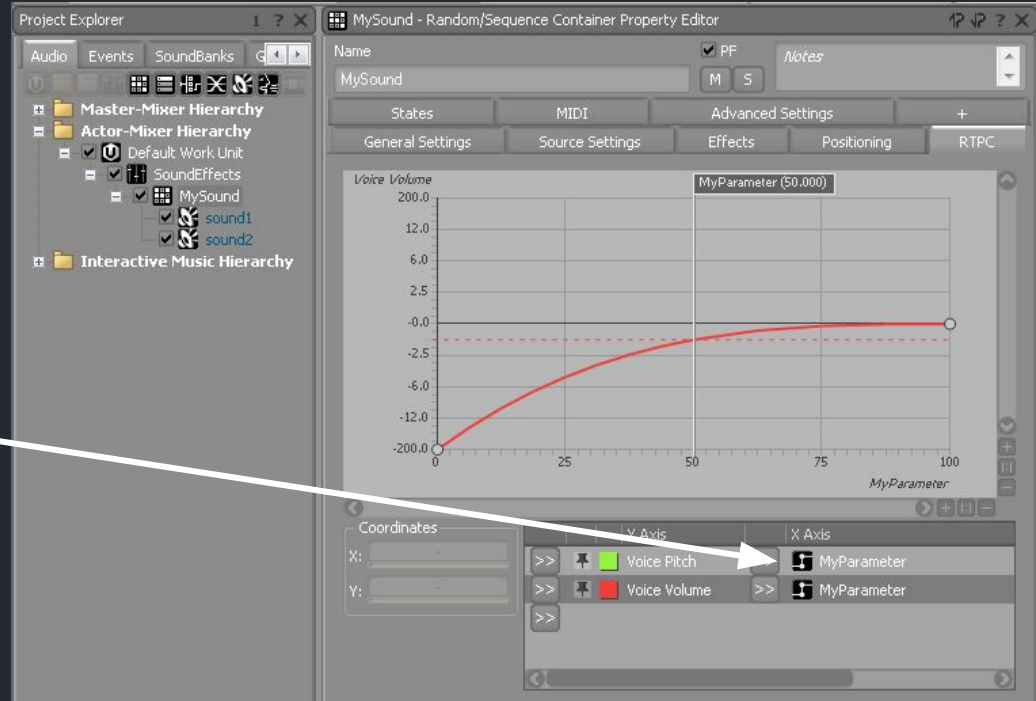 Project Explorer
1 ? X
Audio Events SoundBanks G
Master-Mixer Hierarchy
Actor-Mixer Hierarchy
Default Work Unit
SoundEffects
MySound
sound1
sound2
Interactive Music Hierarchy
MySound - Random/Sequence Container Property Editor
? X
Name
PF
Notes
MySound
M S
States MIDI Advanced Settings +
General Settings Source Settings Effects Positioning RTPC
Voice Volume
MyParameter (50.000)
200.0
12.0
6.0
2.5
-0.0
-2.5
-6.0
-12.0
-200.0
0 25 50 75 100
MyParameter
Coordinates
X: -
Y: -
Y Axis X Axis
>> Voice Pitch >> MyParameter
>> Voice Volume >> MyParameter
>>